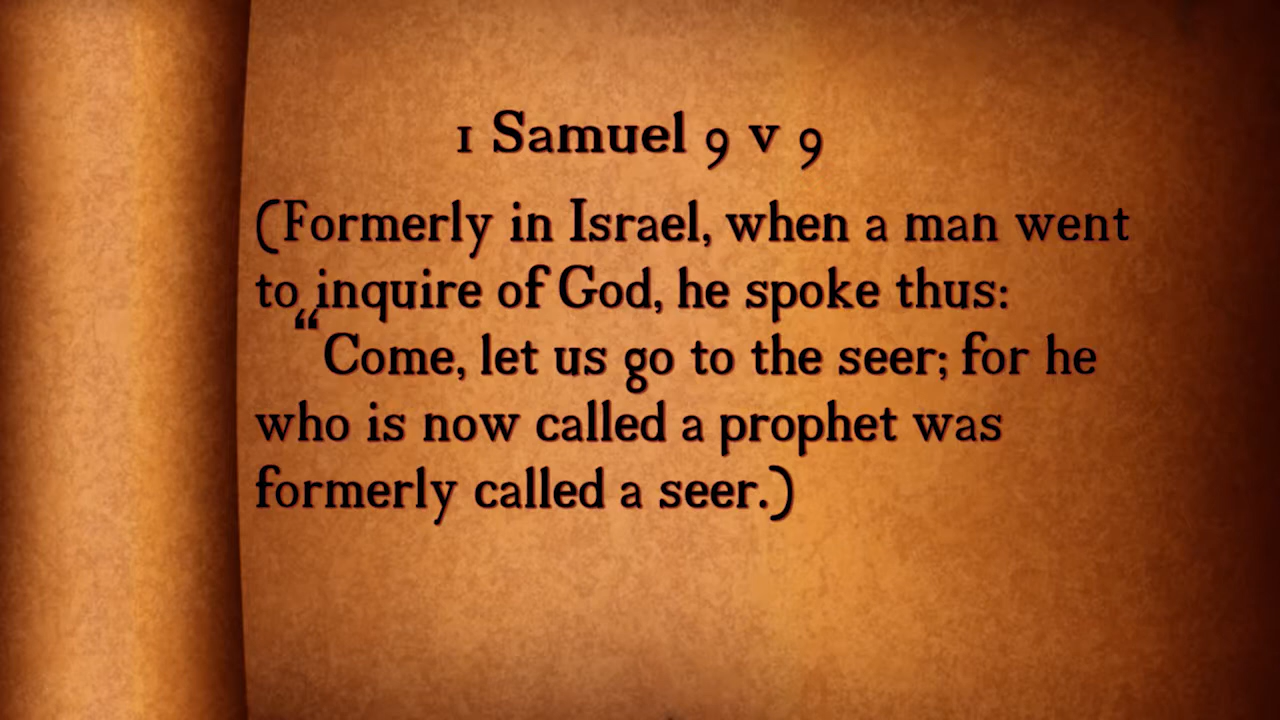 1 Samuel 9 v 9
(Formerly in Israel, when a man went
to inquire of God, he spoke thus:
“Come, let us go to the seer; for he
who is now called a prophet was
formerly called a seer.)